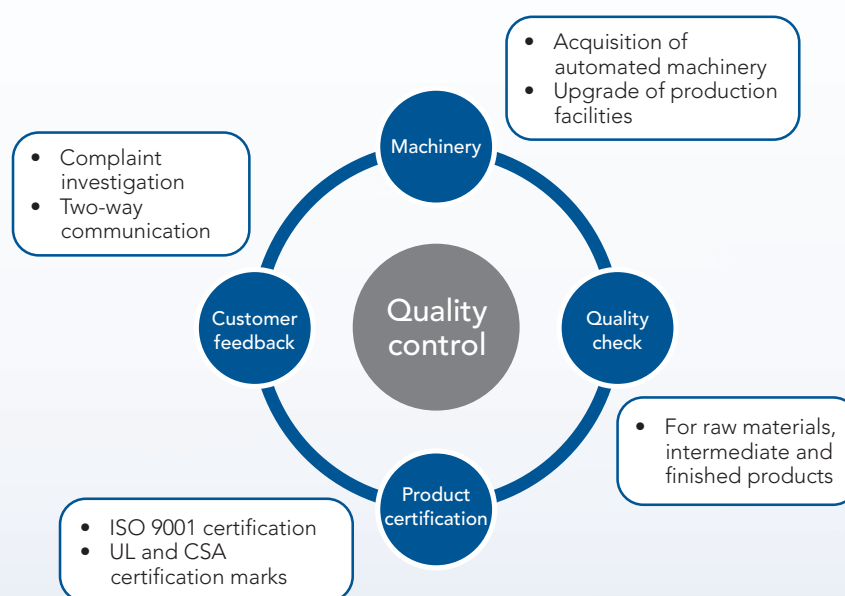 • Acquisition of
automated machinery
• Upgrade of production
facilities
Machinery
• Complaint
investigation
• Two-way
communication
Customer
feedback
Quality
control
Quality
check
• For raw materials,
intermediate and
finished products
Product
certification
• ISO 9001 certification
• UL and CSA
certification marks